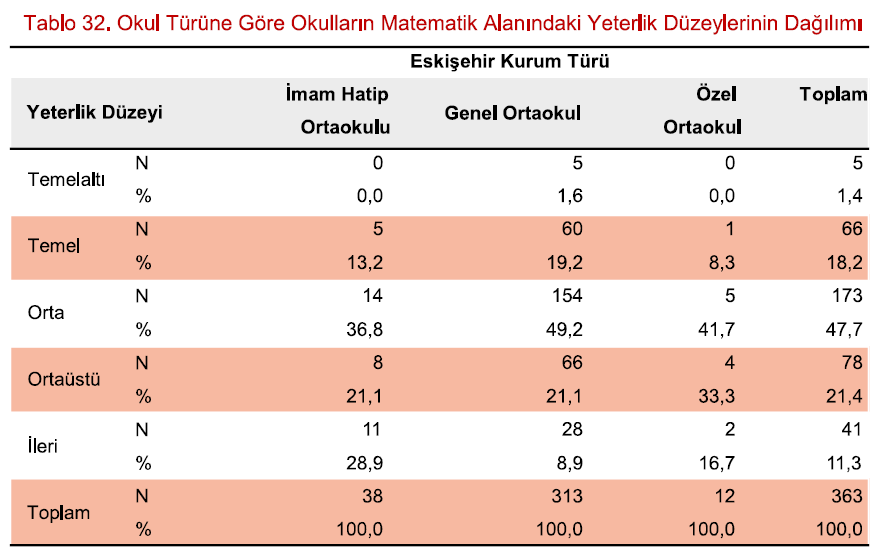 Tablo 32. Okul Türüne Göre Okulların Matematik Alanındaki Yeterlik Düzeylerinin Dağılımı
Eskişehir Kurum Türü
Yeterlik Düzeyi İmam Hatip Ortaokulu Genel Ortaokul Özel Ortaokul Toplam
Temelaltı N 0 5 0 5
% 0,0 1,6 0,0 1,4
Temel N 5 60 1 66
% 13,2 19,2 8,3 18,2
Orta N 14 154 5 173
% 36,8 49,2 41,7 47,7
Ortaüstü N 8 66 4 78
% 21,1 21,1 33,3 21,4
İleri N 11 28 2 41
% 28,9 8,9 16,7 11,3
Toplam N 38 313 12 363
% 100,0 100,0 100,0 100,0